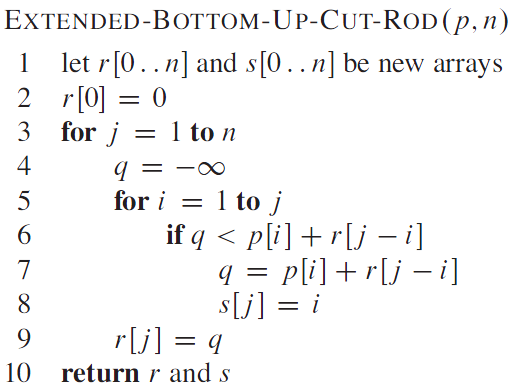 EXTENDED-BOTTOM-UP-CUT-ROD(p, n)
1 let r[0..n] and s[0..n] be new arrays
2 r[0] = 0
3 for j = 1 to n
4 q = −∞
5 for i = 1 to j
6 if q < p[i] + r[j − i]
7 q = p[i] + r[j − i]
8 s[j] = i
9 r[j] = q
10 return r and s